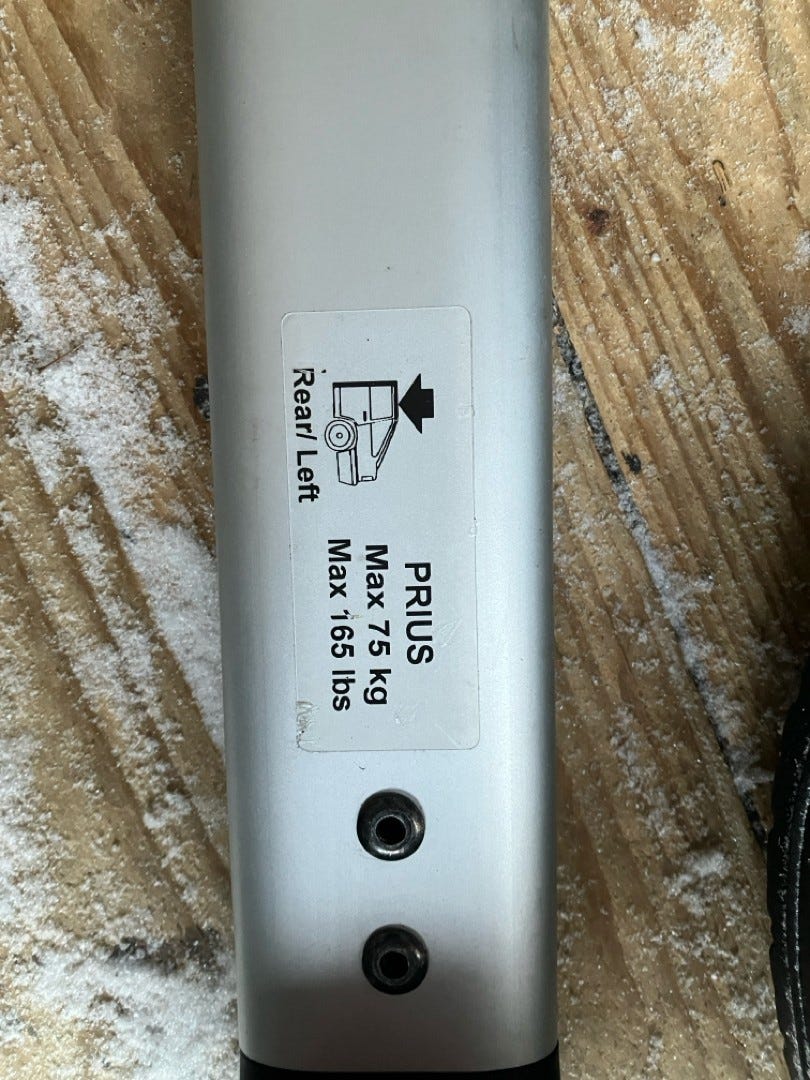 PRIUS
Max 75 kg
Max 165 lbs
Rear/ Left